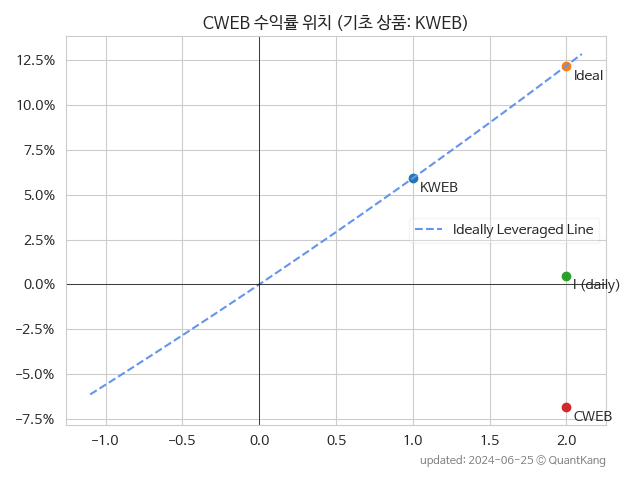 CWEB 수익률 위치 (기초 상품: KWEB)
12.5%
10.0%
7.5%
5.0%
2.5%
0.0%
−2.5%
−5.0%
−7.5%
Ideal
KWEB
Ideally Leveraged Line
I (daily)
CWEB
−1.0 −0.5 0.0 0.5 1.0 1.5 2.0
updated: 2024-06-25 © QuantKang